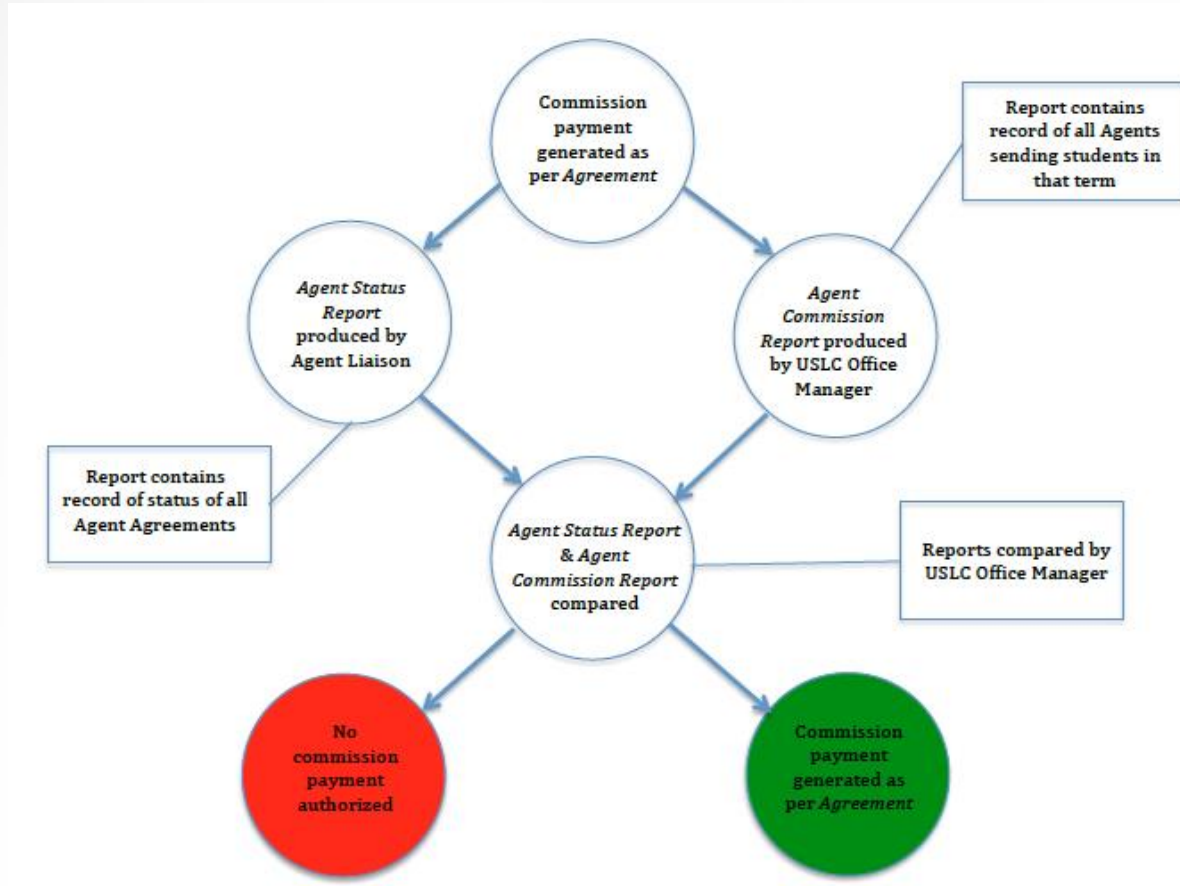 Commission
payment
generated as
per Agreement
Report contains
record of all Agents
sending students in
that term
Agent Status
Report
produced by
Agent Liaison
Agent
Commission
Report produced
by USLC Office
Manager
Report contains
record of status of all
Agent Agreements
Agent Status Report
& Agent
Commission Report
compared
Reports compared by
USLC Office Manager
No
commission
payment
authorized
Commission
payment
generated as
per Agreement